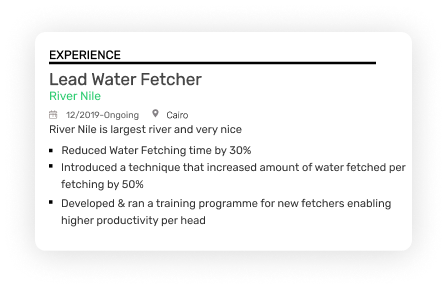 EXPERIENCE
Lead Water Fetcher
River Nile
12/2019-Ongoing Cairo
River Nile is largest river and very nice
Reduced Water Fetching time by 30%
Introduced a technique that increased amount of water fetched per
fetching by 50%
Developed & ran a training programme for new fetchers enabling
higher productivity per head